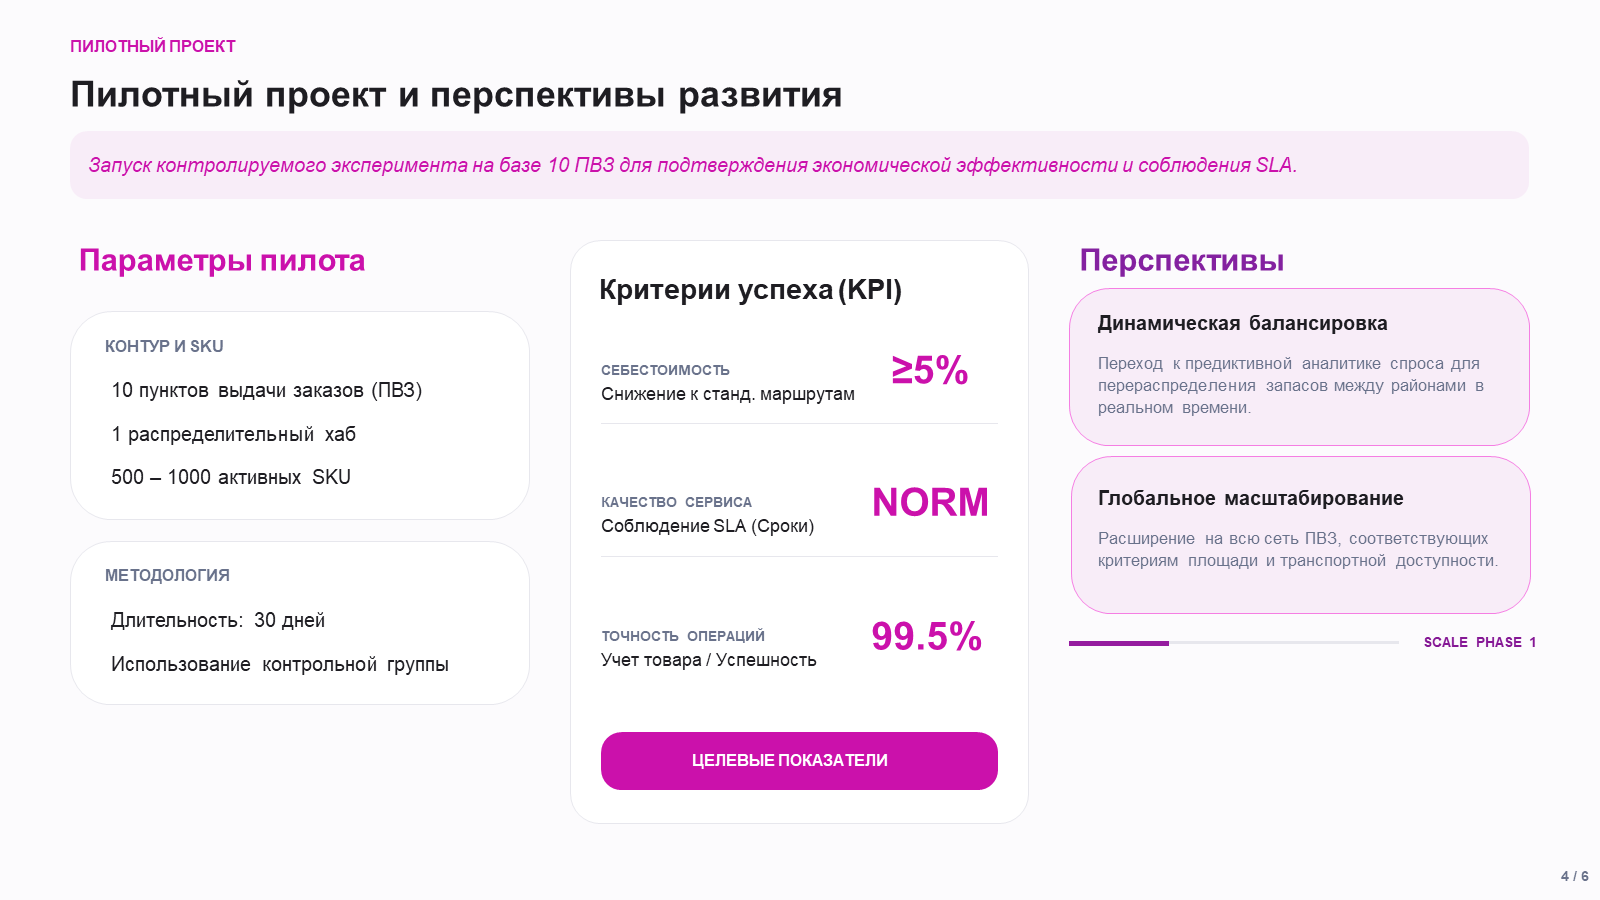 ПИЛОТНЫЙ ПРОЕКТ
Пилотный проект и перспективы развития
Запуск контролируемого эксперимента на базе 10 ПВЗ для подтверждения экономической эффективности и соблюдения SLA.
Параметры пилота
КОНТУР И SKU
10 пунктов выдачи заказов (ПВЗ)
1 распределительный хаб
500 – 1000 активных SKU
МЕТОДОЛОГИЯ
Длительность: 30 дней
Использование контрольной группы
Критерии успеха (KPI)
СЕБЕСТОИМОСТЬ
Снижение к станд. маршрутам
≥5%
КАЧЕСТВО СЕРВИСА
Соблюдение SLA (Сроки)
NORM
ТОЧНОСТЬ ОПЕРАЦИЙ
Учет товара / Успешность
99.5%
ЦЕЛЕВЫЕ ПОКАЗАТЕЛИ
Перспективы
Динамическая балансировка
Переход к предиктивной аналитике спроса для
перераспределения запасов между районами в
реальном времени.
Глобальное масштабирование
Расширение на всю сеть ПВЗ, соответствующих
критериям площади и транспортной доступности.
SCALE PHASE 1
4 / 6